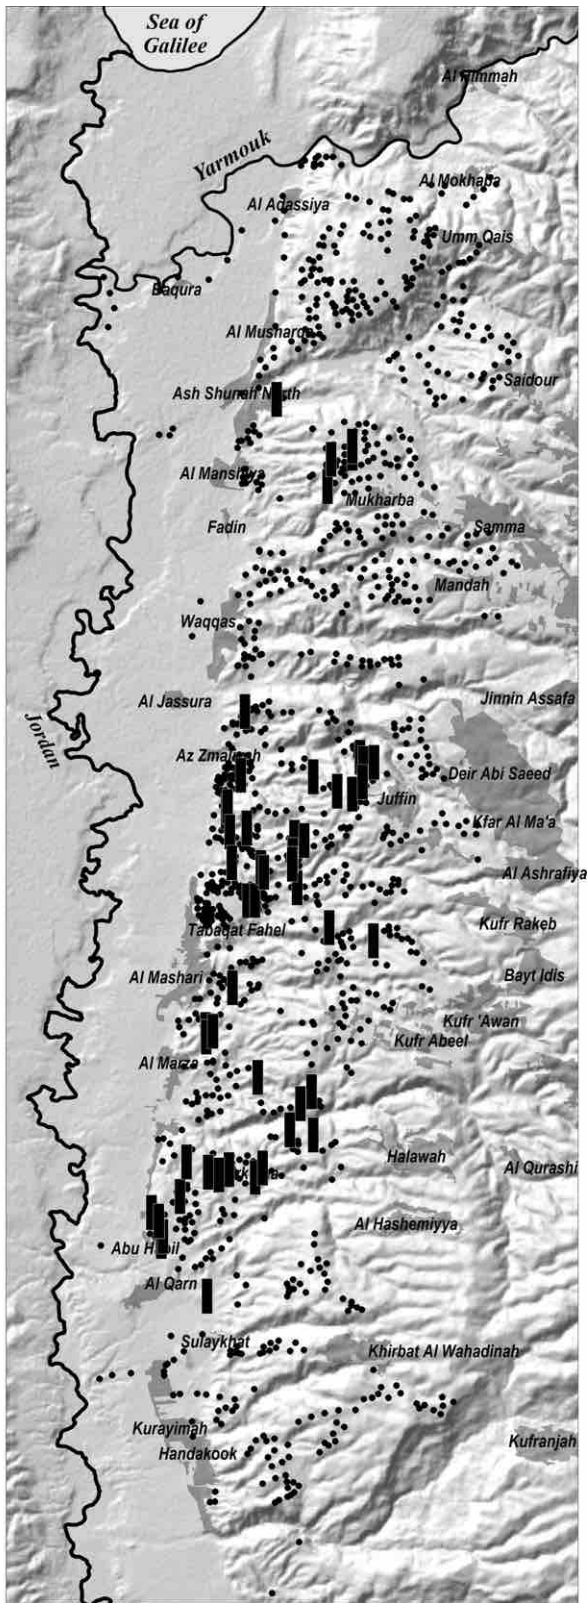 Sea of
Galilee
Al Himmah
Yarmouk
Al Mokhaba
Al Adassiya
Umm Qais
Baqura
Al Musharqa
Saidour
Ash Shunah North
Al Manshiya
Mukharba
Fadin
Samma
Mandah
Waqqas
Al Jassura
Jinnin Assafa
Jordan
Az Zmaliyah
Deir Abi Saeed
Juffin
Kfar Al Ma'a
Al Ashrafiya
Kufr Rakeb
Tabaqat Fahel
Al Mashari
Bayt Idis
Kufr 'Awan
Kufr Abeel
Al Marza
Halawah
Al Qurashi
Al Hashemiyya
Abu Habil
Al Qarn
Sulaykhat
Khirbat Al Wahadinah
Kurayimah
Handakook
Kufranjah